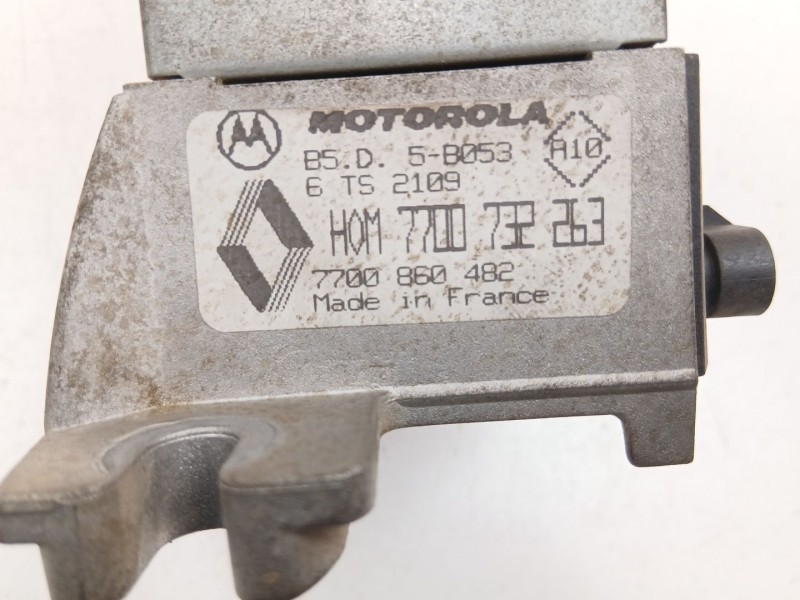 MOTOROLA
B5.D. 5-B053
A10
6 TS 2109
HOM 7700 732 263
7700 860 482
Made in France